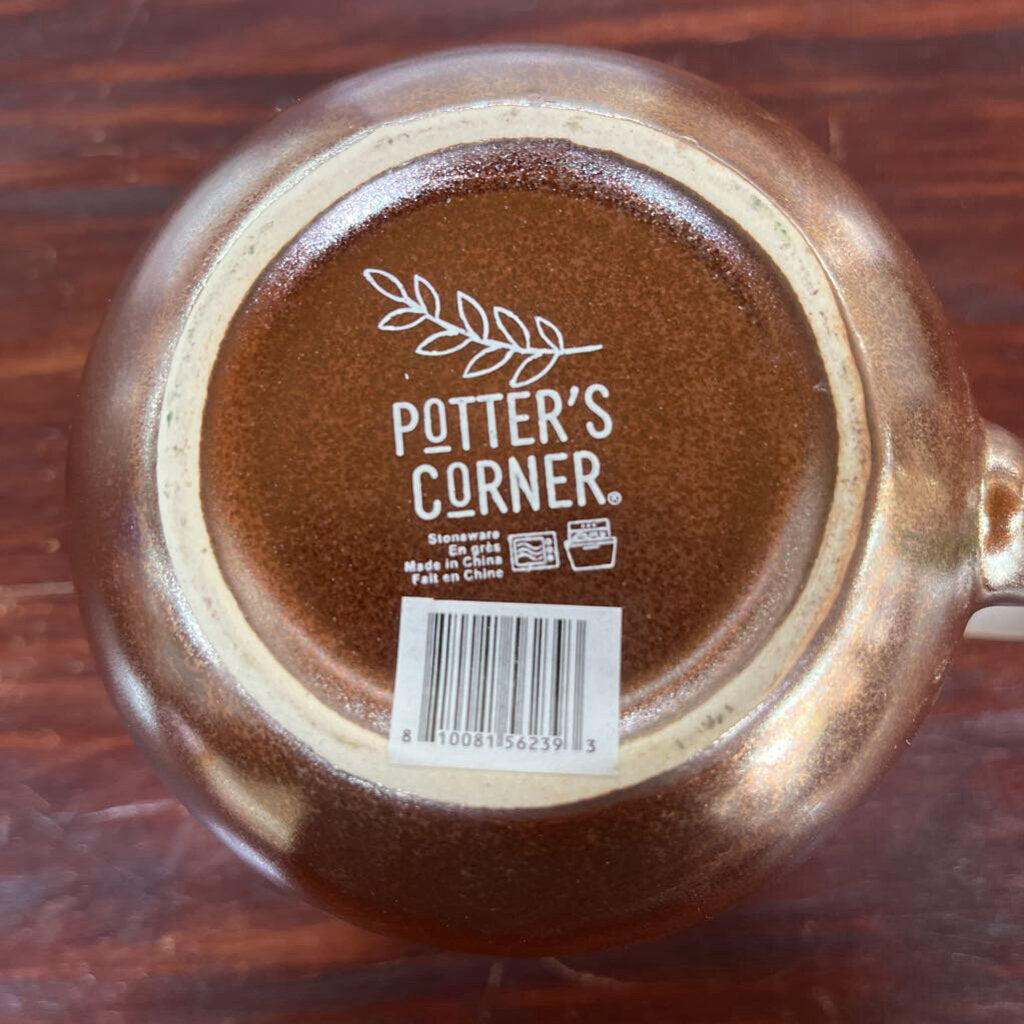 POTTER'S
CORNER®
Stoneware
En grès
Made in China
Fait en Chine
8 10081 56239 3